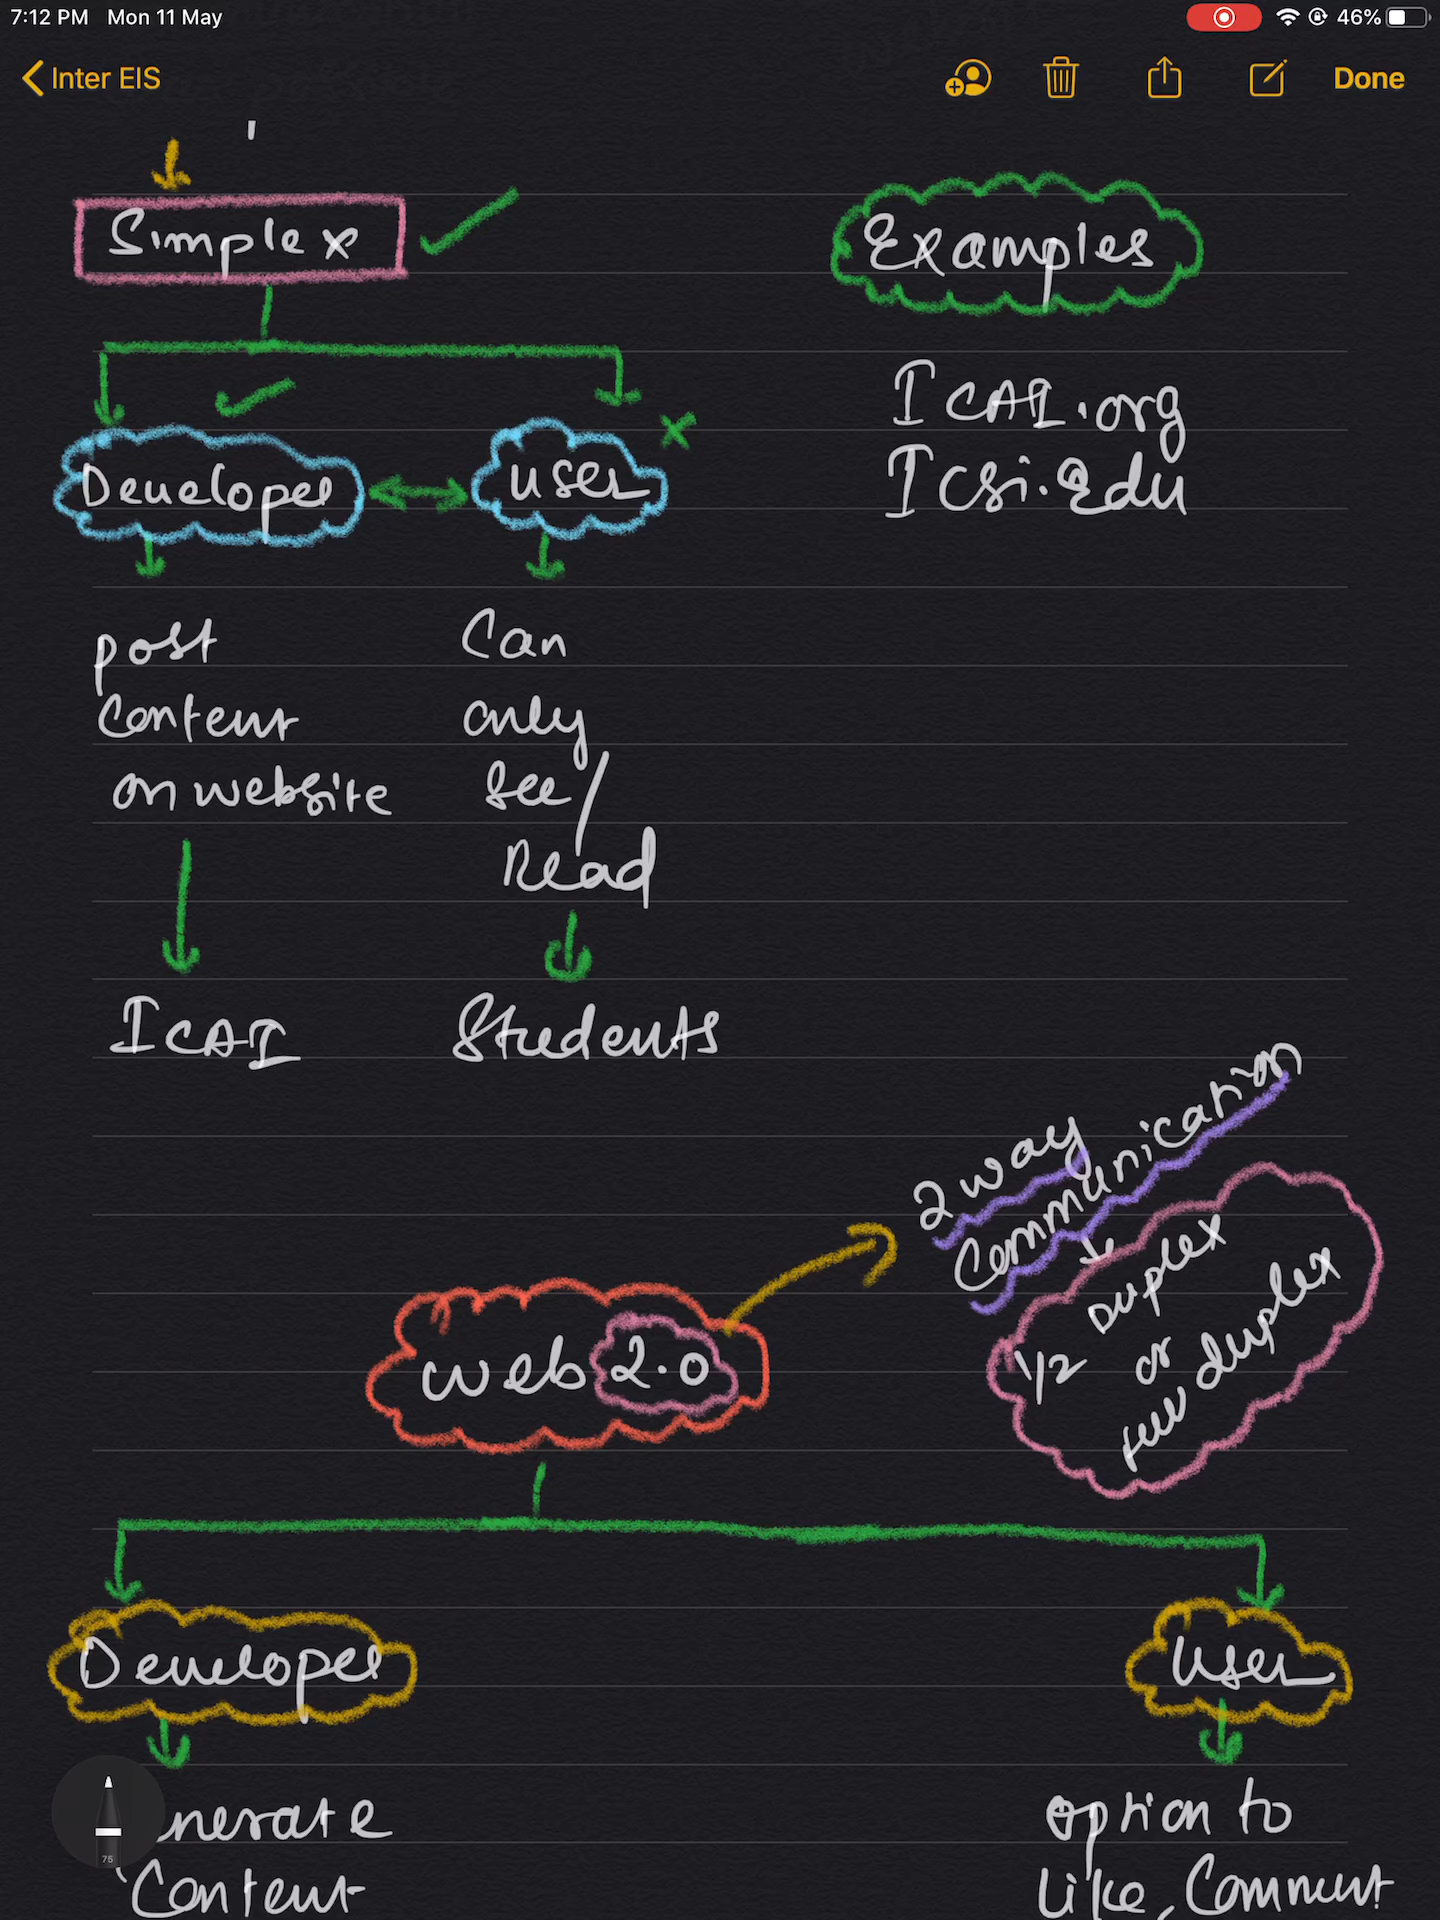 7:12 PM Mon 11 May 46%
Inter EIS Done
Simplex
Examples
ICAI.org
Icsi.Edu
Developer
user
post
Content
on website
Can
only
See/
Read
ICAI
Students
2 way
Communication
1/2 Duplex
or
full duplex
Web 2.0
Developer
User
enerate
Content
option to
Like, Comment
75